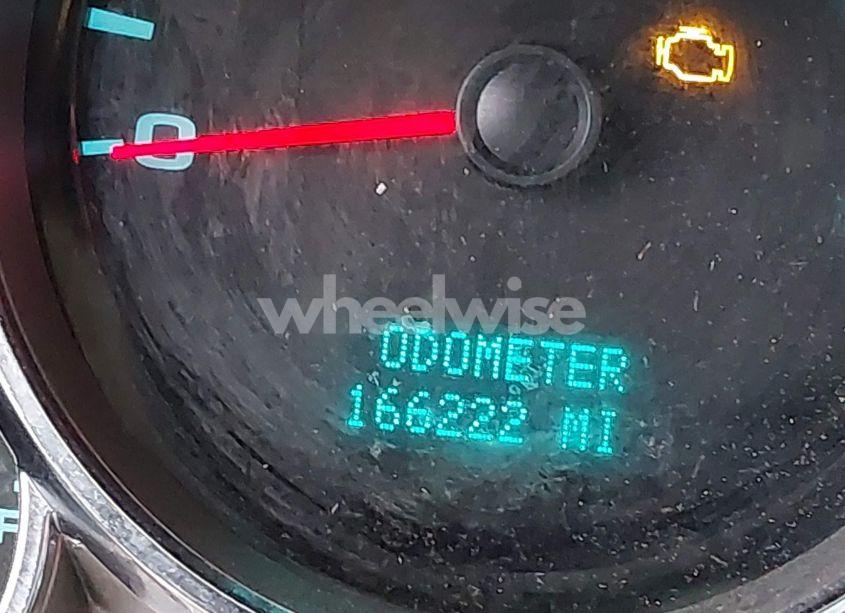 0
wheelwise
ODOMETER
166222 MI
F